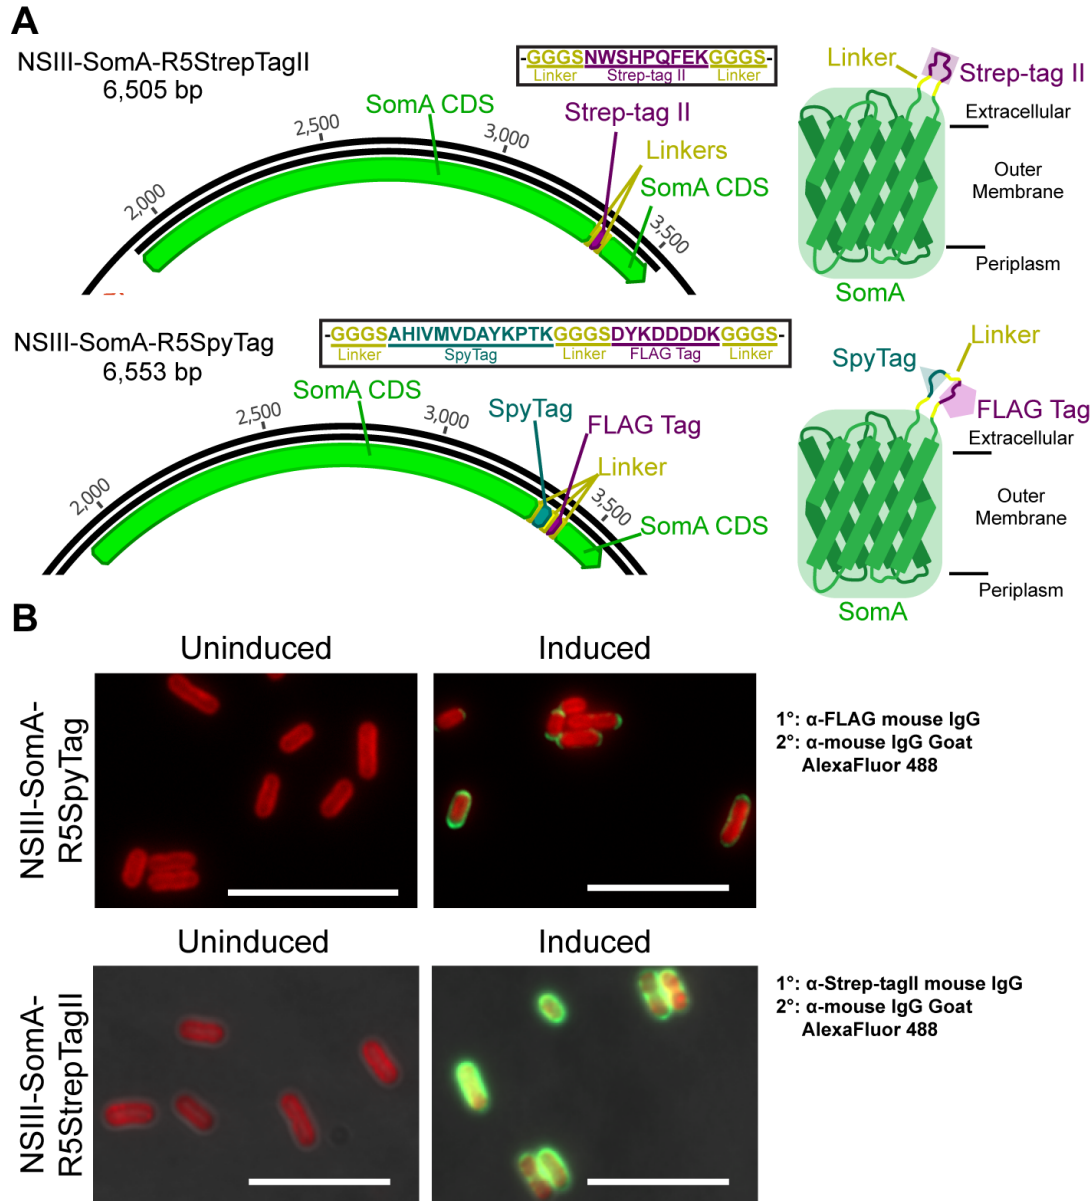 A
NSIII-SomA-R5StrepTagII
6,505 bp
-GGGSNWSHPQFEKGGGS-
Linker Strep-tag II Linker
SomA CDS
Strep-tag II
Linkers
SomA CDS
2,000
2,500
3,000
3,500
Linker
Strep-tag II
Extracellular
Outer
Membrane
Periplasm
SomA
NSIII-SomA-R5SpyTag
6,553 bp
-GGGSAHIVMVDAYKPTKGGGSDYKDDDDKGGGS-
Linker SpyTag Linker FLAG Tag Linker
SomA CDS
SpyTag
FLAG Tag
Linker
SomA CDS
2,000
2,500
3,000
3,500
SpyTag
Linker
FLAG Tag
Extracellular
Outer
Membrane
Periplasm
SomA
B
Uninduced
Induced
NSIII-SomA-
R5SpyTag
1°: α-FLAG mouse IgG
2°: α-mouse IgG Goat
AlexaFluor 488
Uninduced
Induced
NSIII-SomA-
R5StrepTagII
1°: α-Strep-tagII mouse IgG
2°: α-mouse IgG Goat
AlexaFluor 488